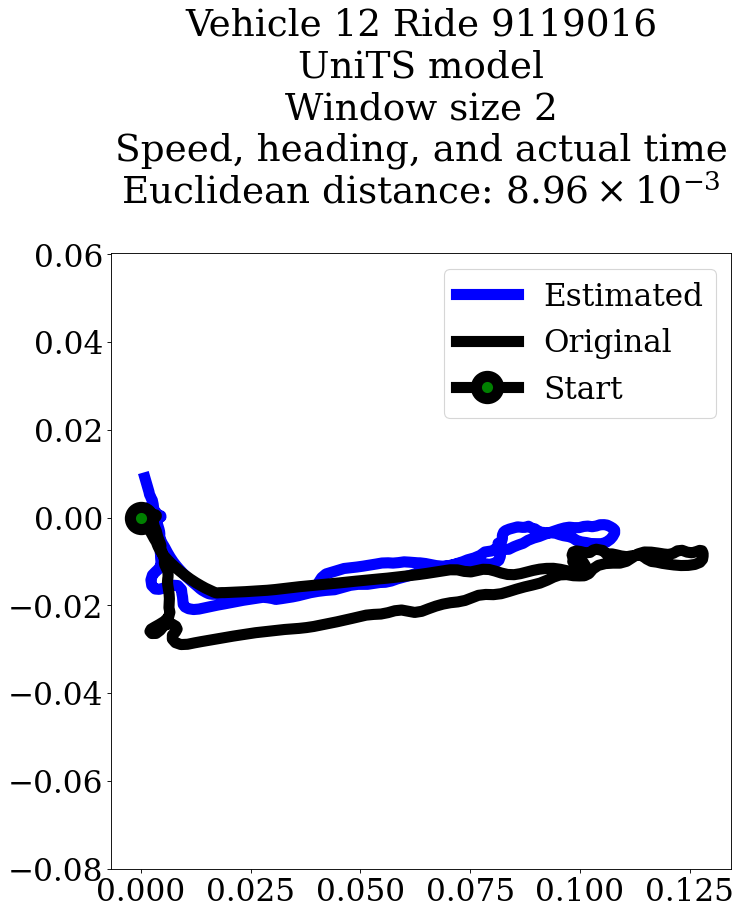 Vehicle 12 Ride 9119016
UniTS model
Window size 2
Speed, heading, and actual time
Euclidean distance: 8.96 × 10⁻³
0.06
Estimated
0.04
Original
Start
0.02
0.00
−0.02
−0.04
−0.06
−0.08
0.000 0.025 0.050 0.075 0.100 0.125